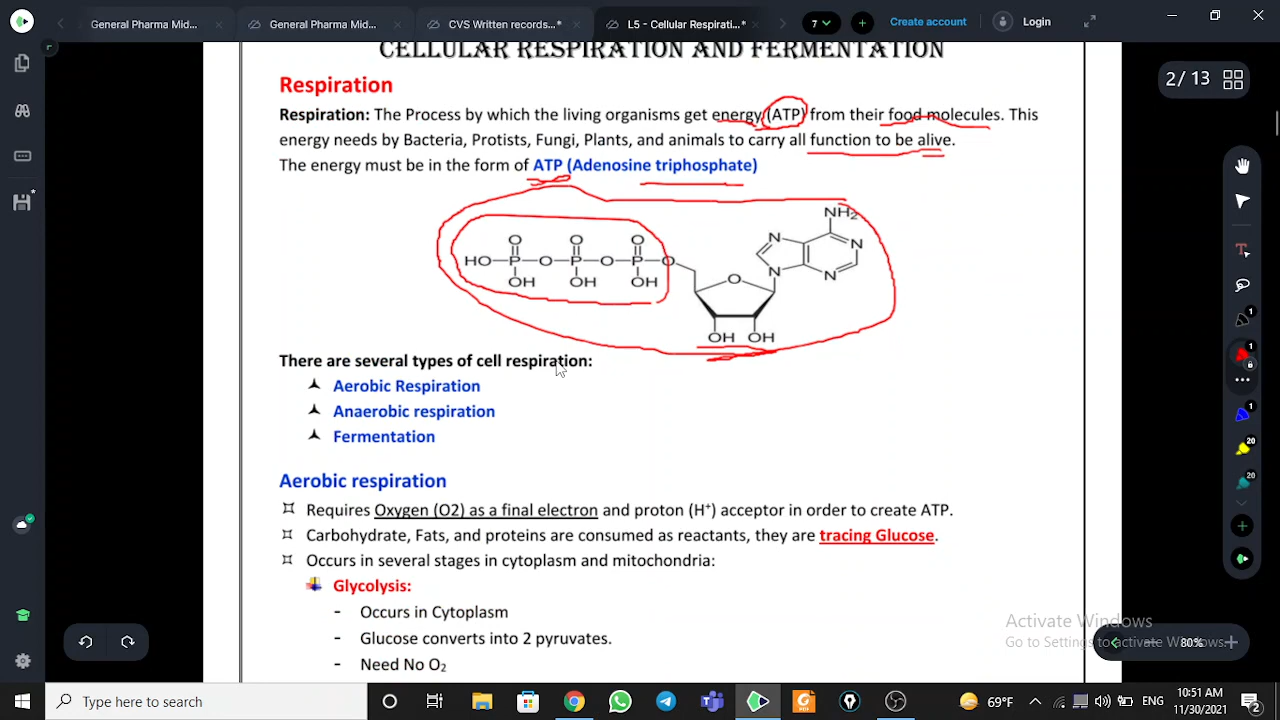 General Pharma Mid...
General Pharma Mid...
CVS Written records...*
L5 - Cellular Respirati...*
7
Create account
Login
CELLULAR RESPIRATION AND FERMENTATION
2 / 13
Respiration
Respiration: The Process by which the living organisms get energy (ATP) from their food molecules. This
energy needs by Bacteria, Protists, Fungi, Plants, and animals to carry all function to be alive.
The energy must be in the form of ATP (Adenosine triphosphate)
NH2
O O O N N
HO-P-O-P-O-P-O
OH OH OH O N N
OH OH
There are several types of cell respiration:
Aerobic Respiration
Anaerobic respiration
Fermentation
Aerobic respiration
Requires Oxygen (O2) as a final electron and proton (H⁺) acceptor in order to create ATP.
Carbohydrate, Fats, and proteins are consumed as reactants, they are tracing Glucose.
Occurs in several stages in cytoplasm and mitochondria:
Glycolysis:
- Occurs in Cytoplasm
- Glucose converts into 2 pyruvates.
- Need No O₂
1
1
1
20
20
Activate Windows
Go to Settings to activate Windows.
80%
Type here to search
69°F
ENG
10:51 AM
11/30/2021
2